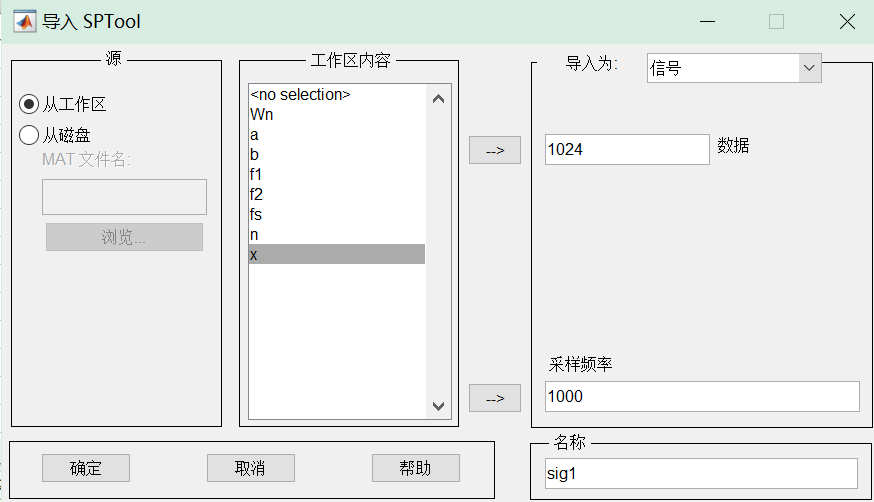 导入 SPTool
源
从工作区
从磁盘
MAT 文件名:
浏览...
工作区内容
<no selection>
Wn
a
b
f1
f2
fs
n
x
-->
-->
导入为:
信号
1024
数据
采样频率
1000
确定
取消
帮助
名称
sig1